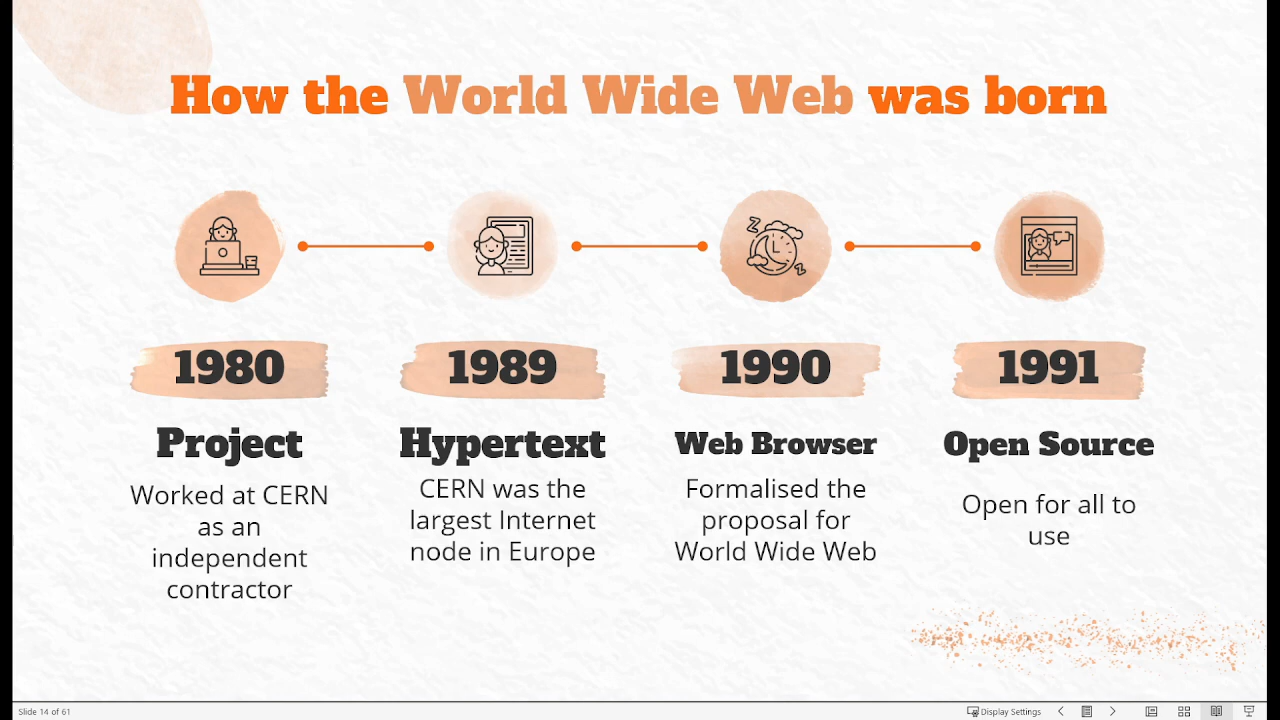 How the World Wide Web was born
1980
1989
1990
1991
Project
Hypertext
Web Browser
Open Source
Worked at CERN
as an
independent
contractor
CERN was the
largest Internet
node in Europe
Formalised the
proposal for
World Wide Web
Open for all to
use
Slide 14 of 61
Display Settings